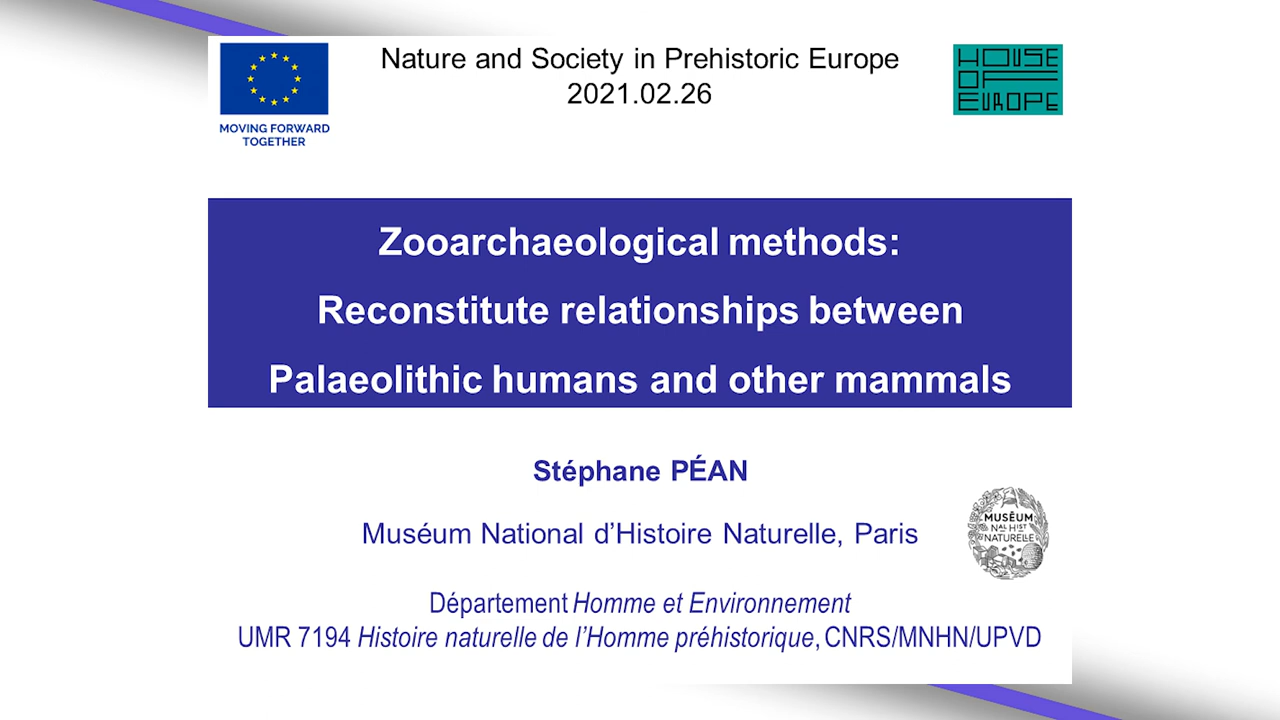 Nature and Society in Prehistoric Europe
2021.02.26
MOVING FORWARD
TOGETHER
HOUSE
OF
EUROPE
Zooarchaeological methods:
Reconstitute relationships between
Palaeolithic humans and other mammals
Stéphane PÉAN
Muséum National d’Histoire Naturelle, Paris
MUSÉUM
NAL HIST
NATURELLE
Département Homme et Environnement
UMR 7194 Histoire naturelle de l’Homme préhistorique, CNRS/MNHN/UPVD